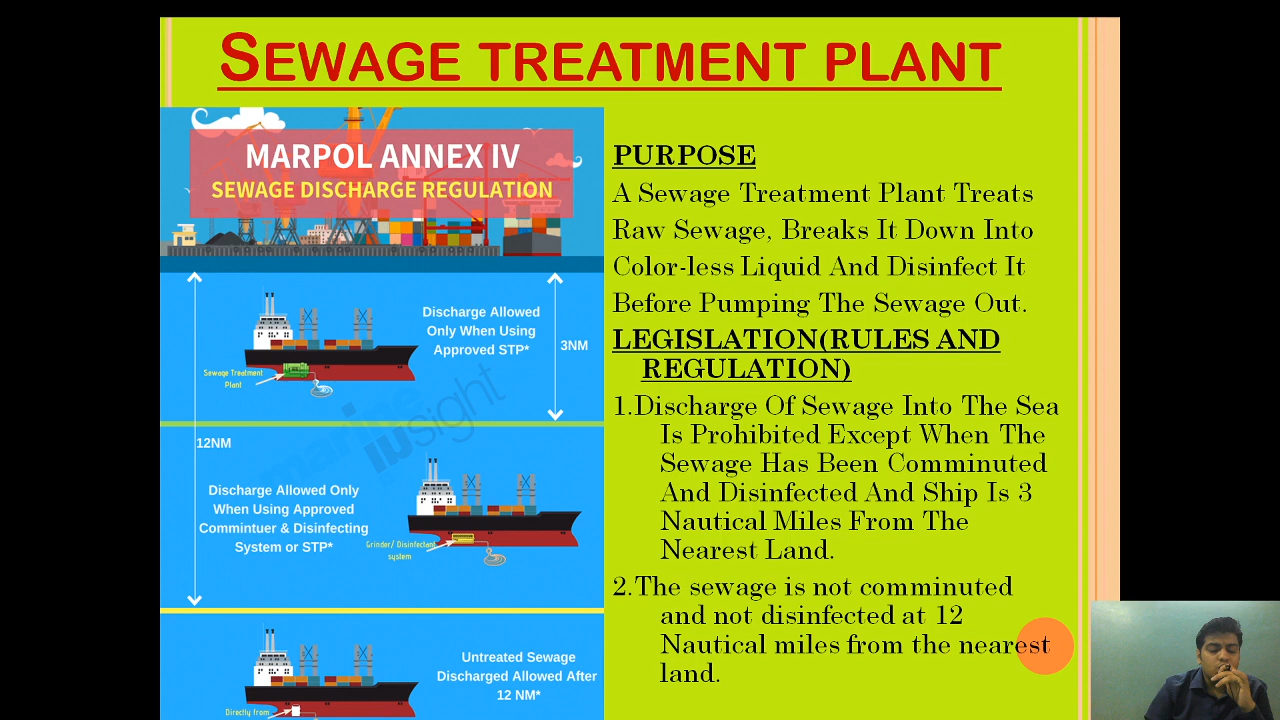 SEWAGE TREATMENT PLANT
MARPOL ANNEX IV
SEWAGE DISCHARGE REGULATION
Discharge Allowed
Only When Using
Approved STP*
3NM
Sewage Treatment
Plant
marine
insight
12NM
Discharge Allowed Only
When Using Approved
Commintuer & Disinfecting
System or STP*
Grinder/ Disinfectant
system
Untreated Sewage
Discharged Allowed After
12 NM*
Directly from
PURPOSE
A Sewage Treatment Plant Treats
Raw Sewage, Breaks It Down Into
Color-less Liquid And Disinfect It
Before Pumping The Sewage Out.
LEGISLATION(RULES AND
REGULATION)
1.Discharge Of Sewage Into The Sea
Is Prohibited Except When The
Sewage Has Been Comminuted
And Disinfected And Ship Is 3
Nautical Miles From The
Nearest Land.
2.The sewage is not comminuted
and not disinfected at 12
Nautical miles from the nearest
land.